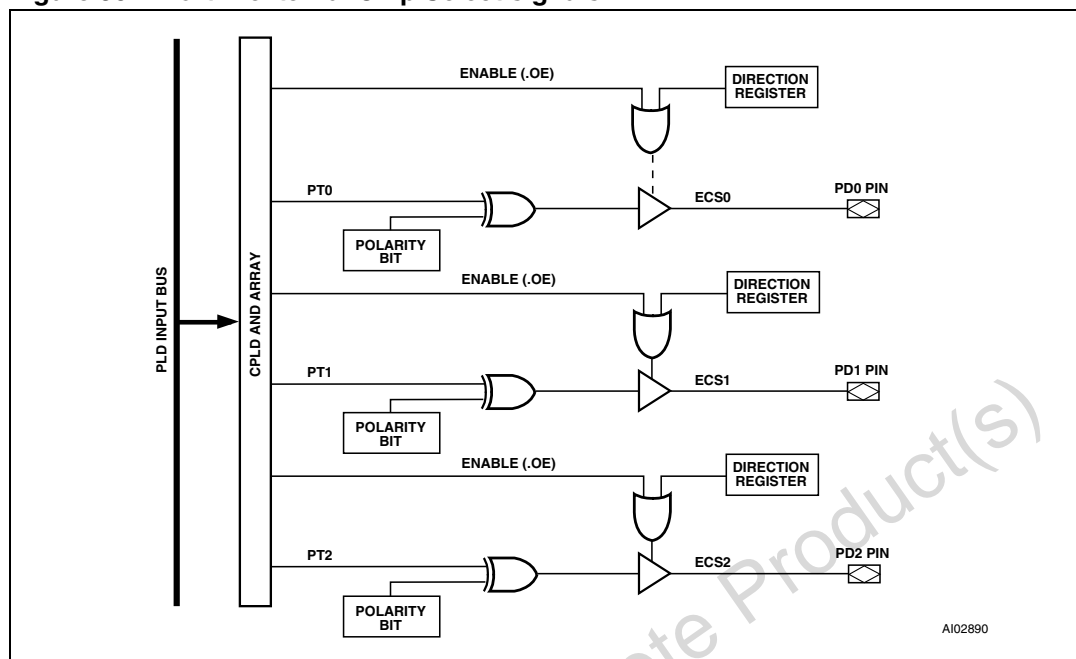 ENABLE (.OE)
DIRECTION
REGISTER
PT0
ECS0
PD0 PIN
POLARITY
BIT
ENABLE (.OE)
DIRECTION
REGISTER
PLD INPUT BUS
CPLD AND ARRAY
PT1
ECS1
PD1 PIN
POLARITY
BIT
ENABLE (.OE)
DIRECTION
REGISTER
PT2
ECS2
PD2 PIN
POLARITY
BIT
AI02890
Product(s)